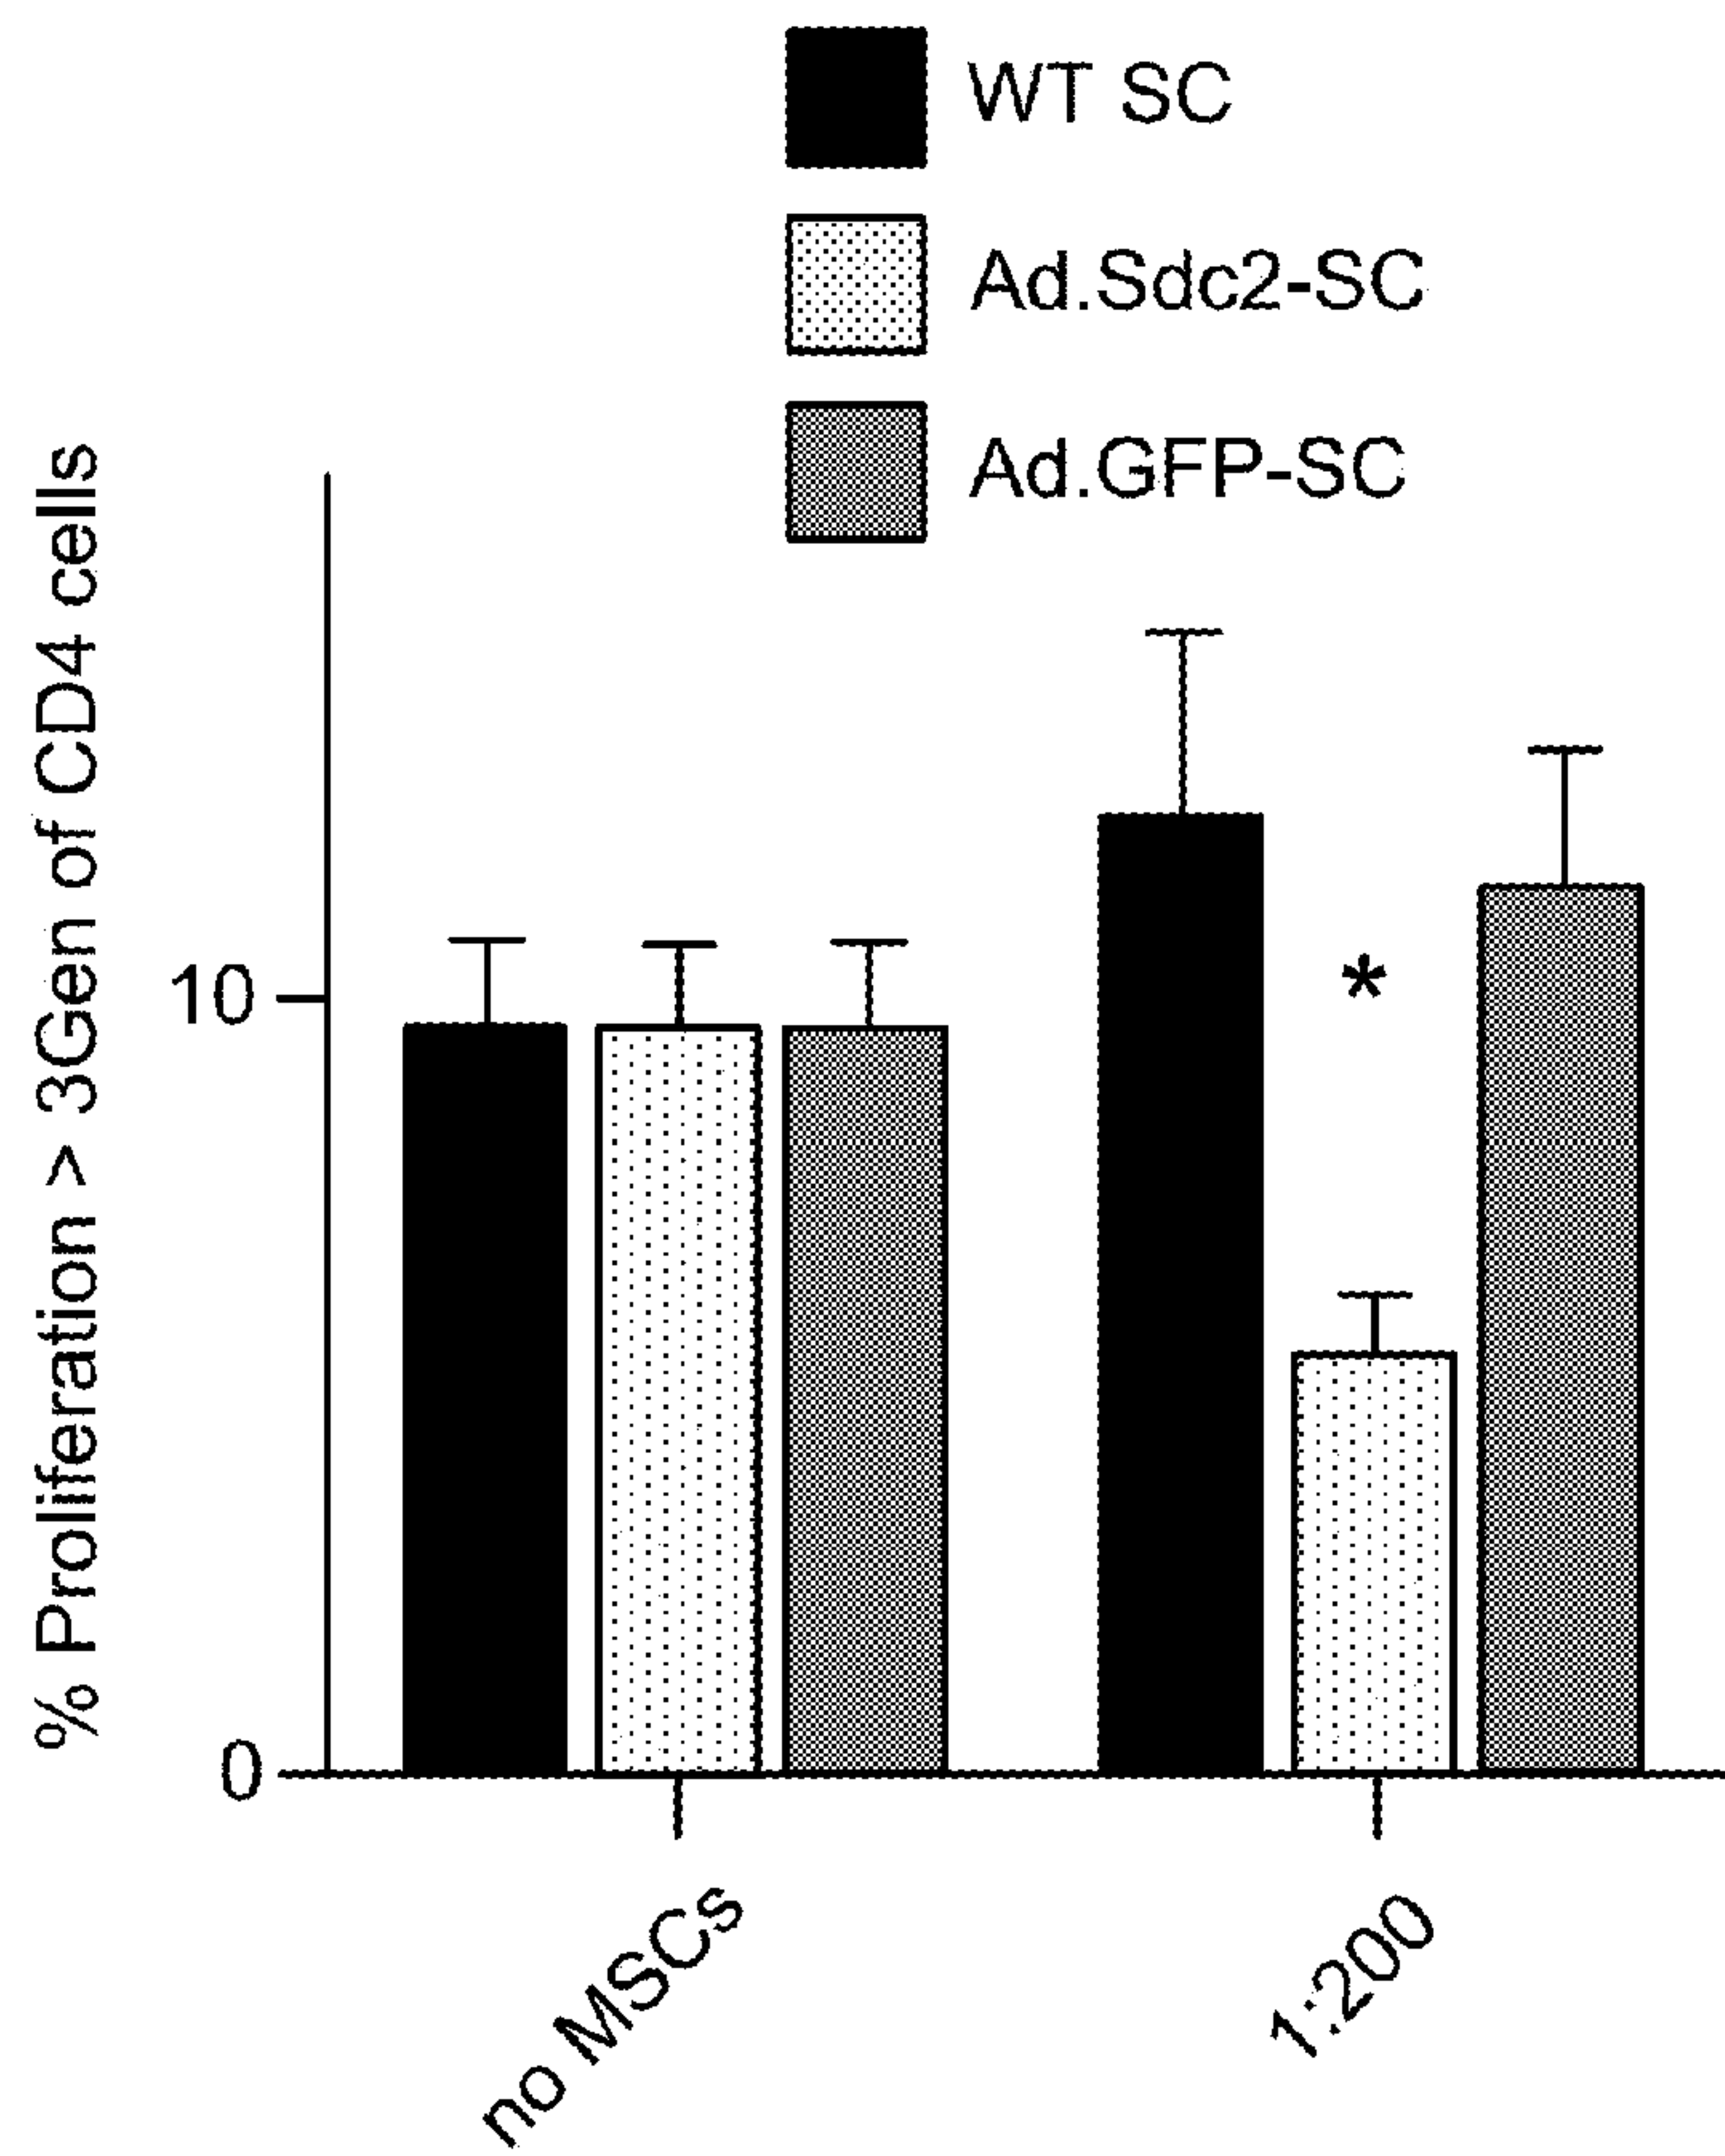 WT SC
Ad.Sdc2-SC
Ad.GFP-SC
% Proliferation > 3Gen of CD4 cells
10
*
0
no MSCs
1:200